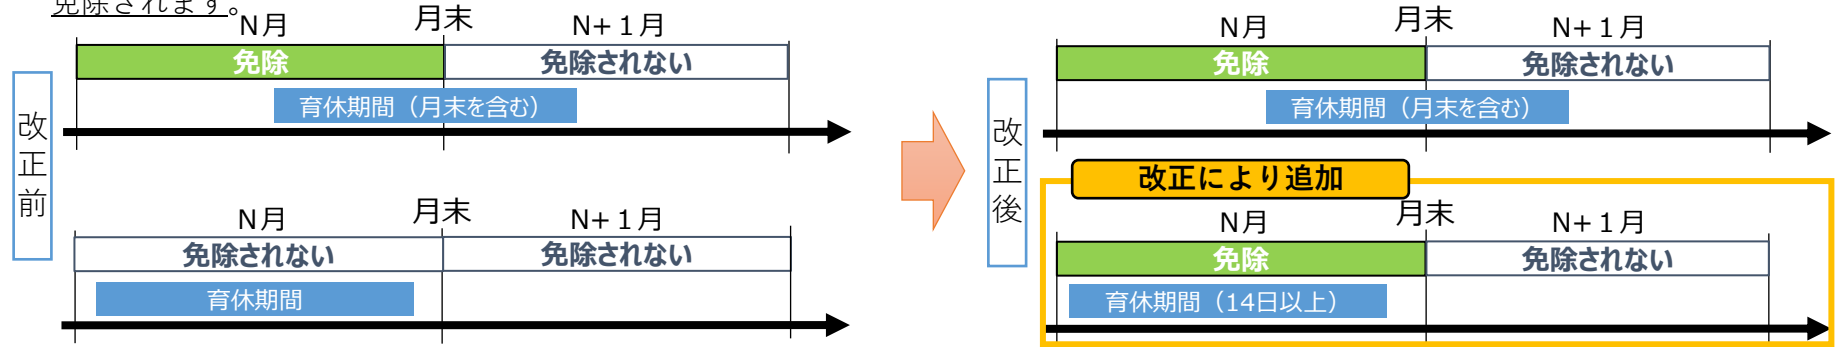 免除されます。
改正前
N月 月末 N+１月
免除 免除されない
育休期間（月末を含む）
N月 月末 N+１月
免除されない 免除されない
育休期間
改正後
N月 月末 N+１月
免除 免除されない
育休期間（月末を含む）
改正により追加
N月 月末 N+１月
免除 免除されない
育休期間（14日以上）